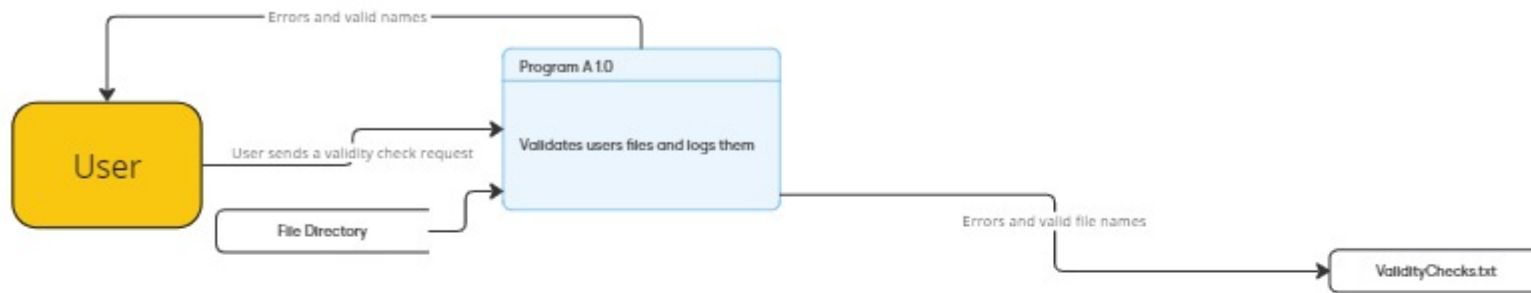 Errors and valid names
Program A 1.0
Validates users files and logs them
User
User sends a validity check request
File Directory
Errors and valid file names
ValidityChecks.txt